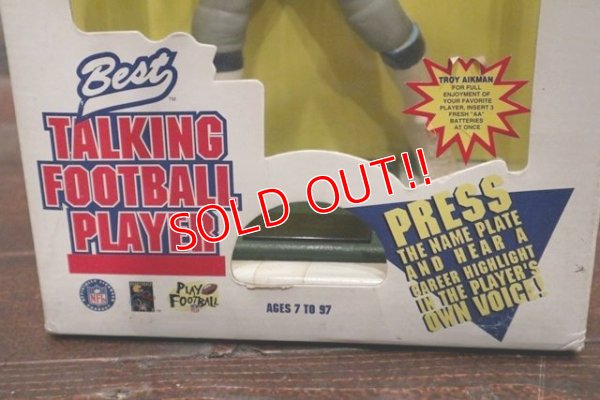 Best
TM
TALKING
FOOTBALL
PLAYER
TROY AIKMAN
FOR FULL
ENJOYMENT OF
YOUR FAVORITE
PLAYER, INSERT 3
FRESH "AA"
BATTERIES
AT ONCE
SOLD OUT!!
PRESS
THE NAME PLATE
AND HEAR A
CAREER HIGHLIGHT
IN THE PLAYER'S
OWN VOICE!
NFL
PLAY
FOOTBALL
AGES 7 TO 97